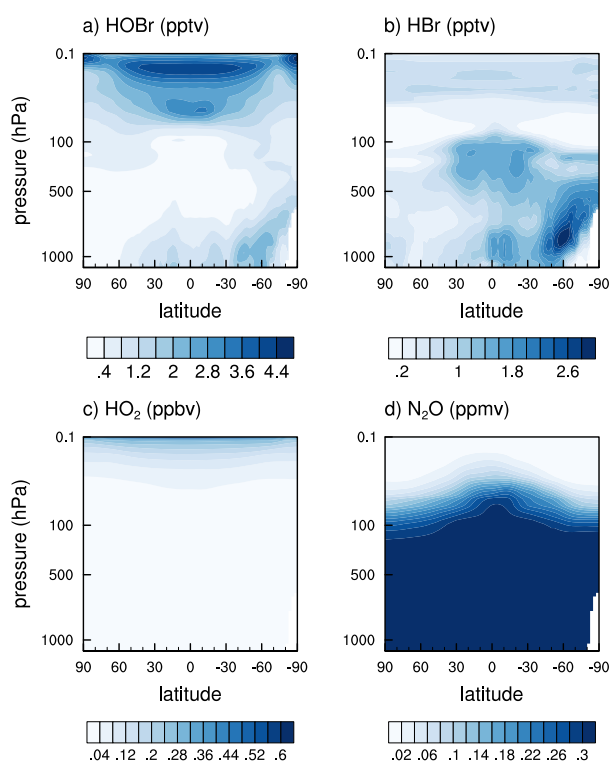 a) HOBr (pptv)
b) HBr (pptv)
0.1
100
500
1000
pressure (hPa)
90 60 30 0 -30 -60 -90
latitude
0.1
100
500
1000
90 60 30 0 -30 -60 -90
latitude
.4 1.2 2 2.8 3.6 4.4
.2 1 1.8 2.6
c) HO₂ (ppbv)
d) N₂O (ppmv)
0.1
100
500
1000
pressure (hPa)
90 60 30 0 -30 -60 -90
latitude
0.1
100
500
1000
90 60 30 0 -30 -60 -90
latitude
.04 .12 .2 .28 .36 .44 .52 .6
.02 .06 .1 .14 .18 .22 .26 .3